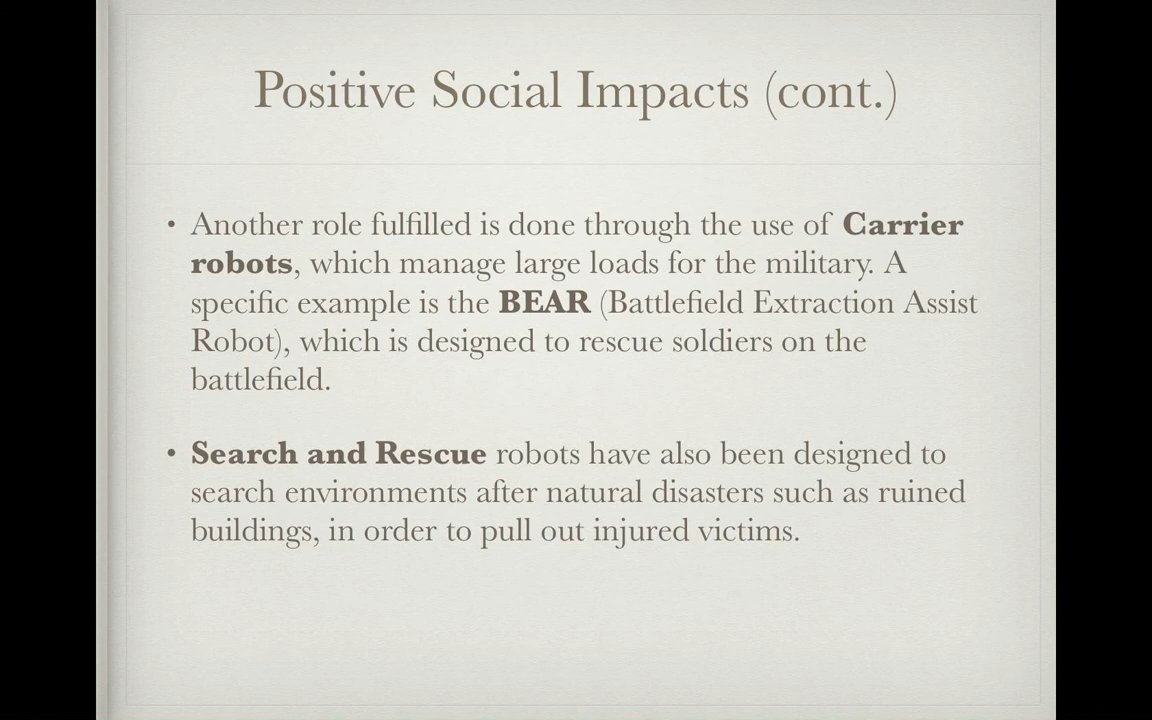 Positive Social Impacts (cont.)
• Another role fulfilled is done through the use of Carrier
robots, which manage large loads for the military. A
specific example is the BEAR (Battlefield Extraction Assist
Robot), which is designed to rescue soldiers on the
battlefield.
• Search and Rescue robots have also been designed to
search environments after natural disasters such as ruined
buildings, in order to pull out injured victims.